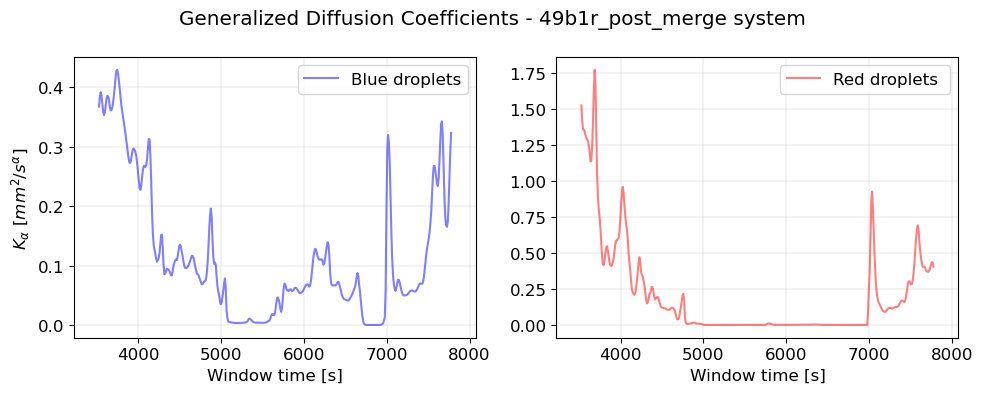 Generalized Diffusion Coefficients - 49b1r_post_merge system
Blue droplets
K_α [mm²/s^α]
0.4
0.3
0.2
0.1
0.0
4000 5000 6000 7000 8000
Window time [s]
Red droplets
1.75
1.50
1.25
1.00
0.75
0.50
0.25
0.00
4000 5000 6000 7000 8000
Window time [s]